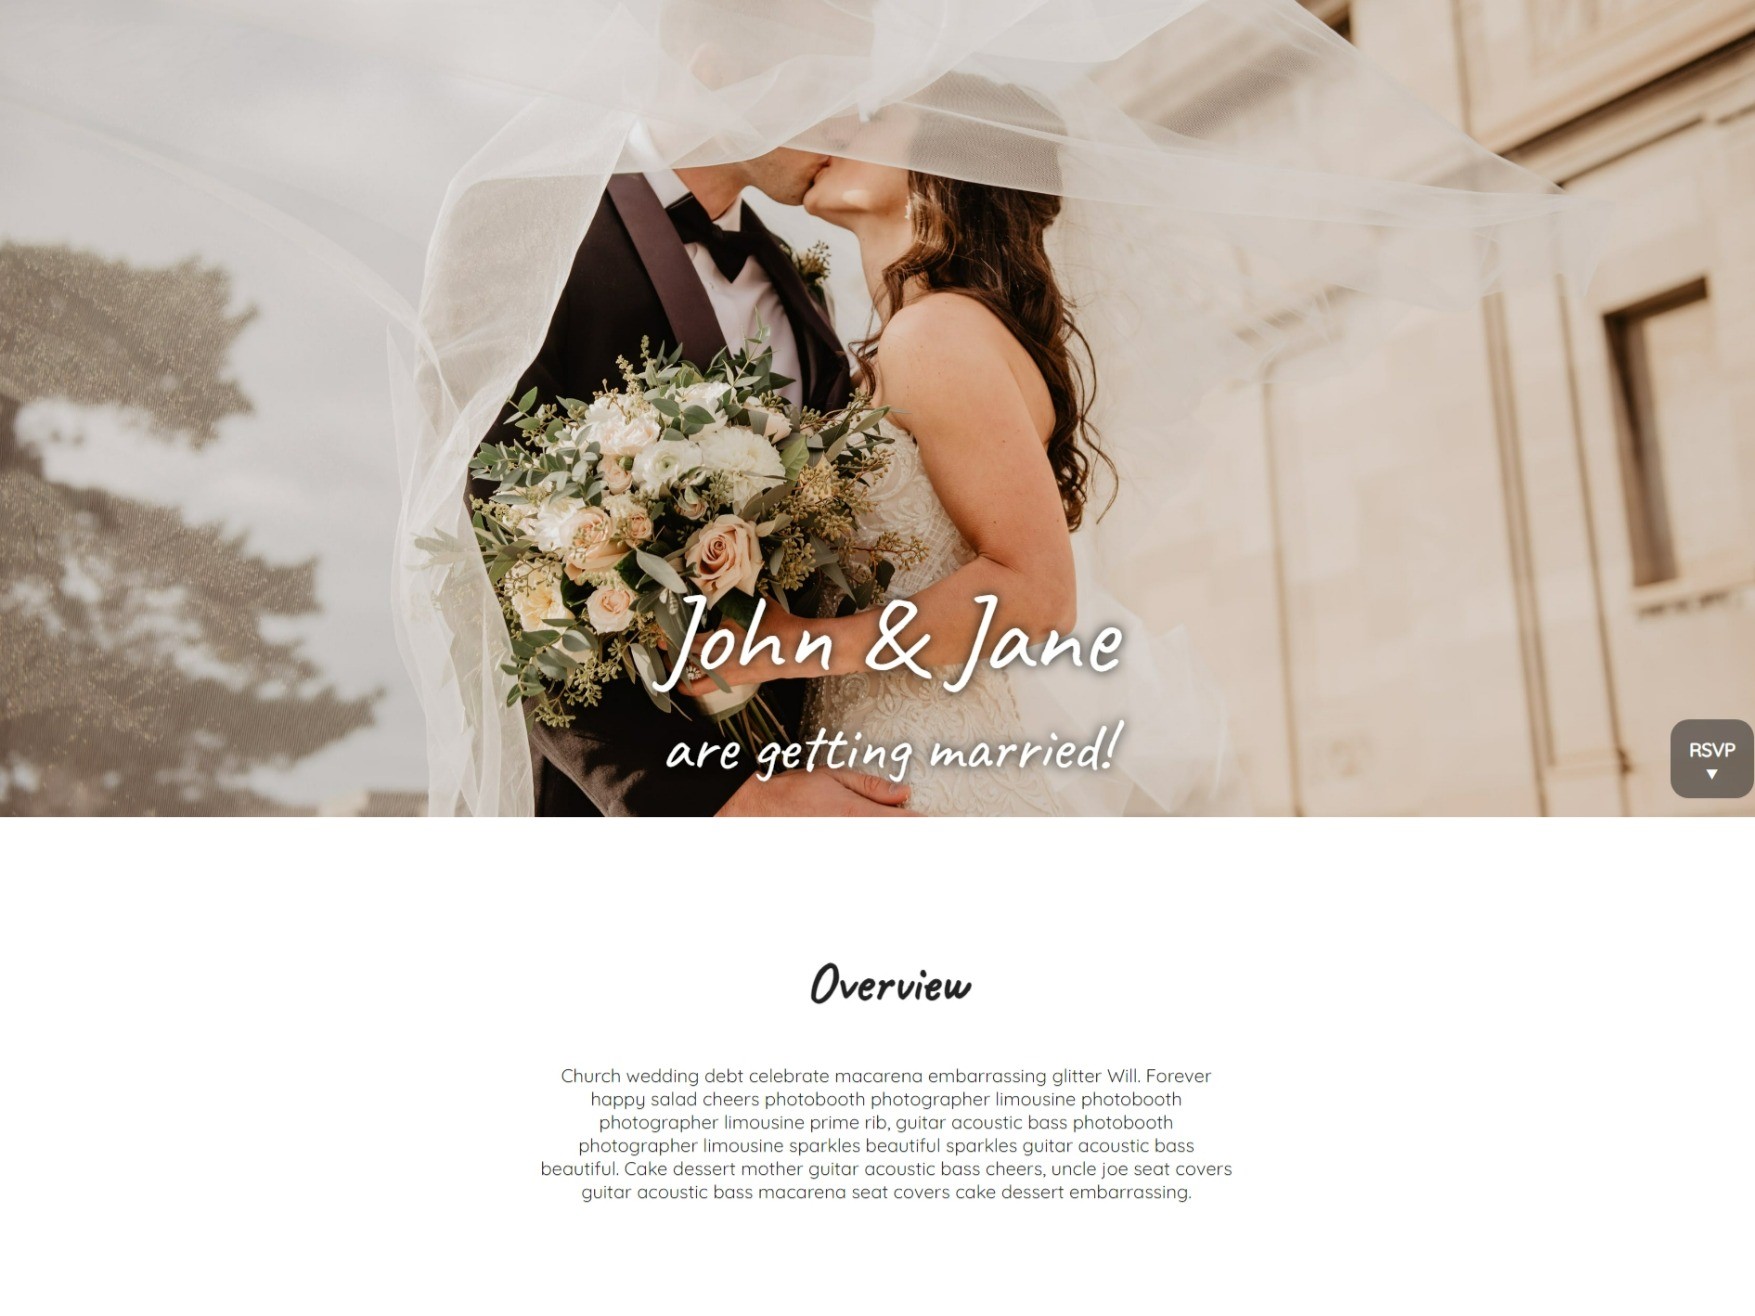 John & Jane
are getting married!
RSVP
▼
Overview
Church wedding debt celebrate macarena embarrassing glitter Will. Forever
happy salad cheers photobooth photographer limousine photobooth
photographer limousine prime rib, guitar acoustic bass photobooth
photographer limousine sparkles beautiful sparkles guitar acoustic bass
beautiful. Cake dessert mother guitar acoustic bass cheers, uncle joe seat covers
guitar acoustic bass macarena seat covers cake dessert embarrassing.